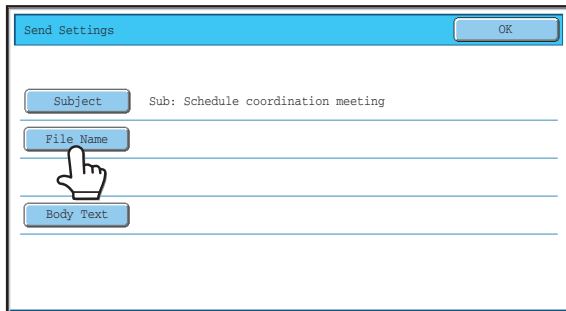 Send Settings OK
Subject Sub: Schedule coordination meeting
File Name
Body Text